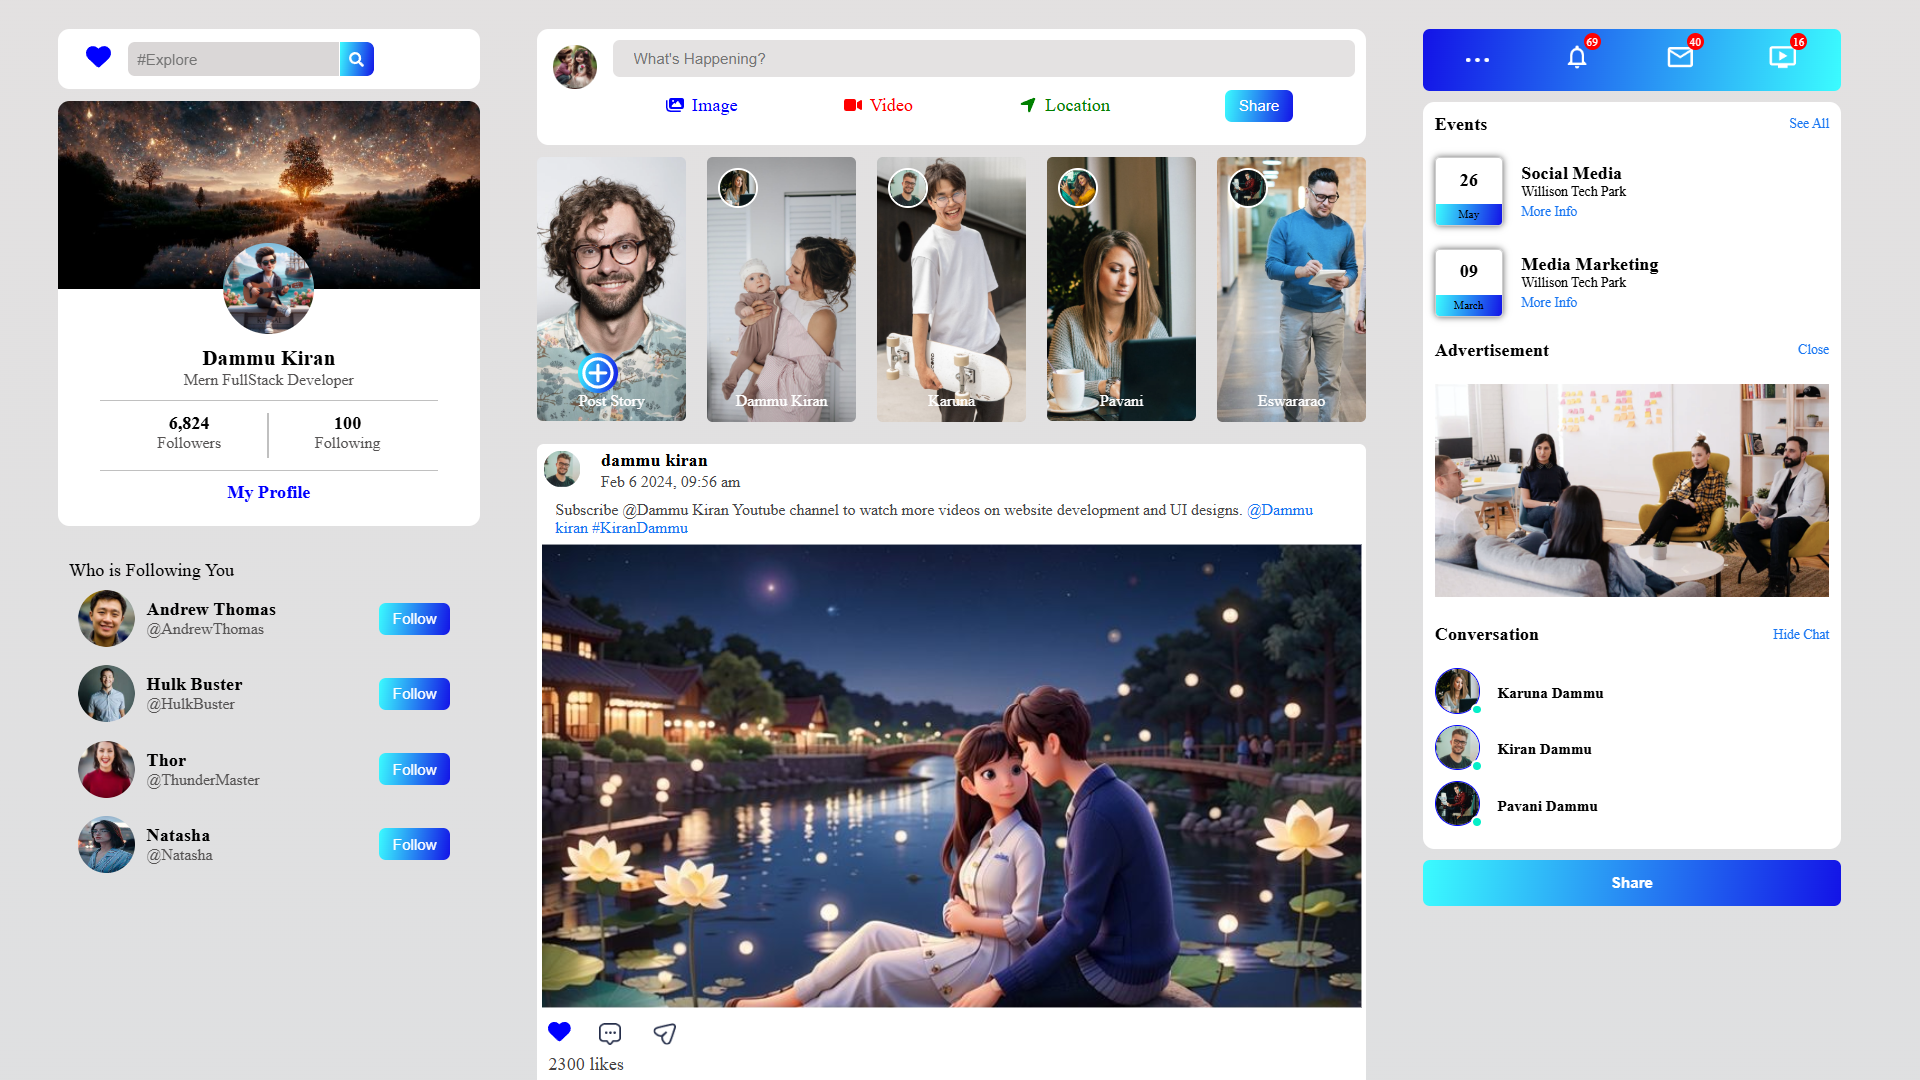 #Explore
Dammu Kiran
Mern FullStack Developer
6,824
Followers
100
Following
My Profile
Who is Following You
Andrew Thomas
@AndrewThomas
Follow
Hulk Buster
@HulkBuster
Follow
Thor
@ThunderMaster
Follow
Natasha
@Natasha
Follow
What's Happening?
Image
Video
Location
Share
Post Story
Dammu Kiran
Karuna
Pavani
Eswararao
dammu kiran
Feb 6 2024, 09:56 am
Subscribe @Dammu Kiran Youtube channel to watch more videos on website development and UI designs. @Dammu
kiran #KiranDammu
2300 likes
69
40
16
Events
See All
26
May
Social Media
Willison Tech Park
More Info
09
March
Media Marketing
Willison Tech Park
More Info
Advertisement
Close
Conversation
Hide Chat
Karuna Dammu
Kiran Dammu
Pavani Dammu
Share